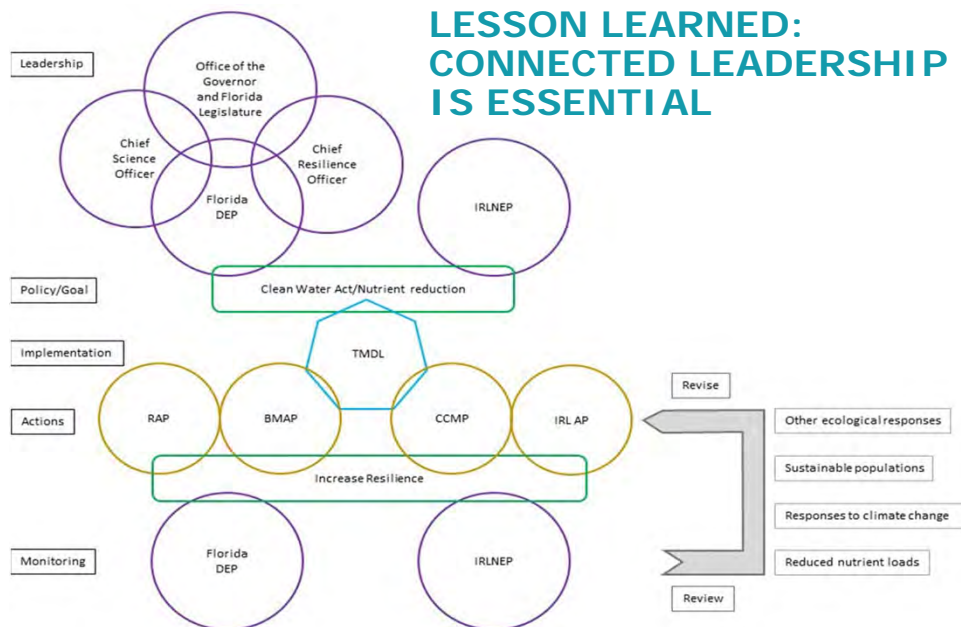 LESSON LEARNED:
CONNECTED LEADERSHIP
IS ESSENTIAL
Leadership
Office of the
Governor
and Florida
Legislature
Chief
Science
Officer
Chief
Resilience
Officer
Florida
DEP
IRLNEP
Policy/Goal
Clean Water Act/Nutrient reduction
Implementation
TMDL
Actions
RAP
BMAP
CCMP
IRL AP
Increase Resilience
Monitoring
Florida
DEP
IRLNEP
Revise
Review
Other ecological responses
Sustainable populations
Responses to climate change
Reduced nutrient loads